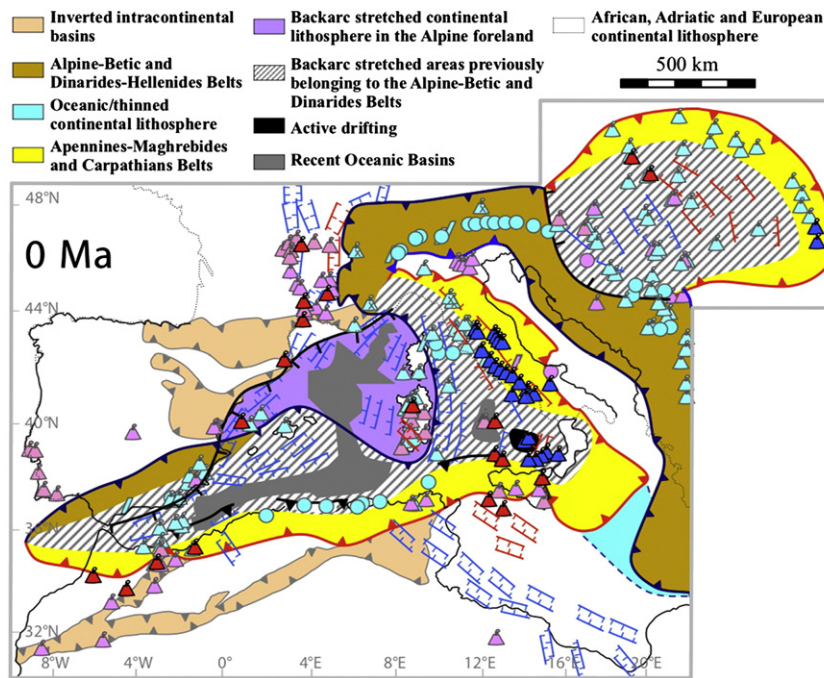 Inverted intracontinental
basins
Alpine-Betic and
Dinarides-Hellenides Belts
Oceanic/thinned
continental lithosphere
Apennines-Maghrebides
and Carpathians Belts
Backarc stretched continental
lithosphere in the Alpine foreland
Backarc stretched areas previously
belonging to the Alpine-Betic and
Dinarides Belts
Active drifting
Recent Oceanic Basins
African, Adriatic and European
continental lithosphere
500 km
48°N
0 Ma
44°N
40°N
32°N
8°W
4°W
0°
4°E
8°E
12°E
16°E
20°E